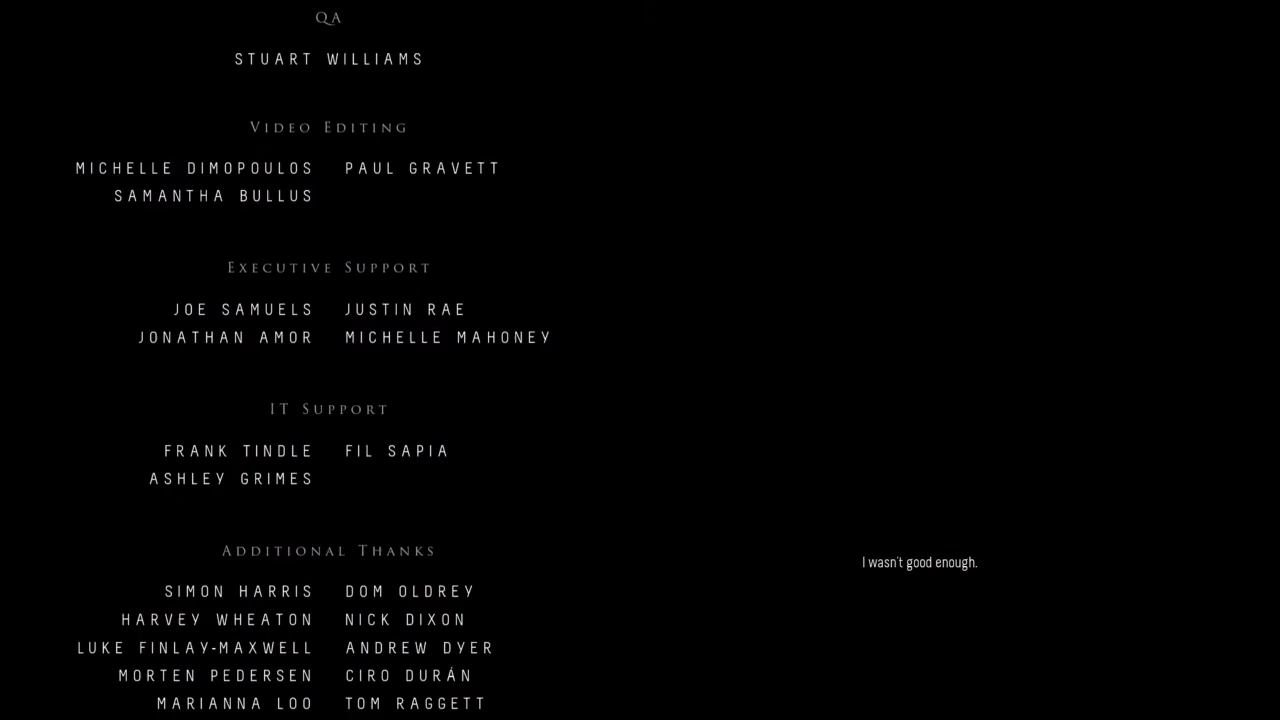 QA
STUART WILLIAMS
VIDEO EDITING
MICHELLE DIMOPOULOS PAUL GRAVETT
SAMANTHA BULLUS
EXECUTIVE SUPPORT
JOE SAMUELS JUSTIN RAE
JONATHAN AMOR MICHELLE MAHONEY
IT SUPPORT
FRANK TINDLE FIL SAPIA
ASHLEY GRIMES
ADDITIONAL THANKS
SIMON HARRIS DOM OLDREY
HARVEY WHEATON NICK DIXON
LUKE FINLAY-MAXWELL ANDREW DYER
MORTEN PEDERSEN CIRO DURÁN
MARIANNA LOO TOM RAGGETT
I wasn't good enough.